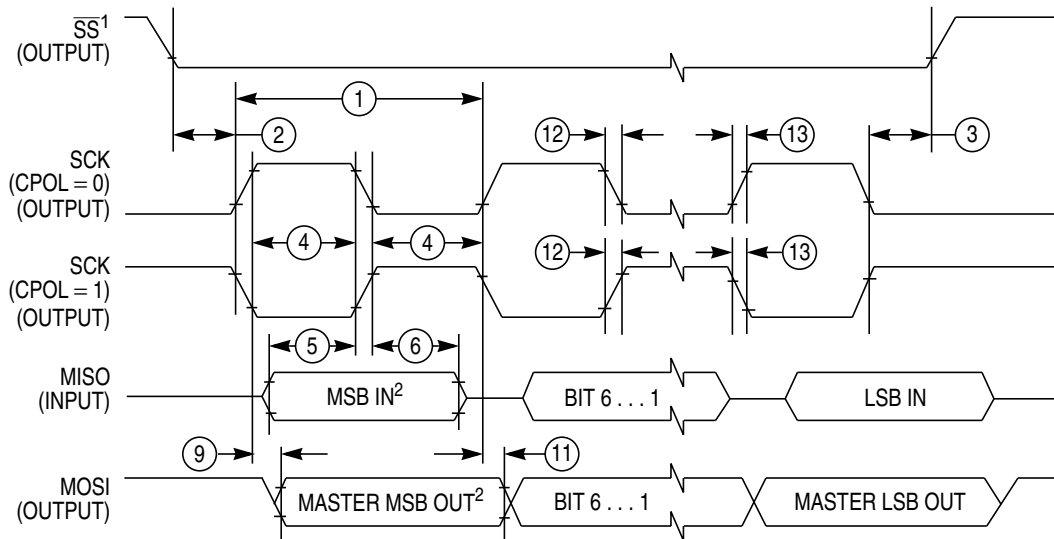 SS¹
(OUTPUT)
1
2
12
13
3
SCK
(CPOL = 0)
(OUTPUT)
4
4
SCK
(CPOL = 1)
(OUTPUT)
12
13
5
6
MISO
(INPUT)
MSB IN²
BIT 6 . . . 1
LSB IN
9
11
MOSI
(OUTPUT)
MASTER MSB OUT²
BIT 6 . . . 1
MASTER LSB OUT